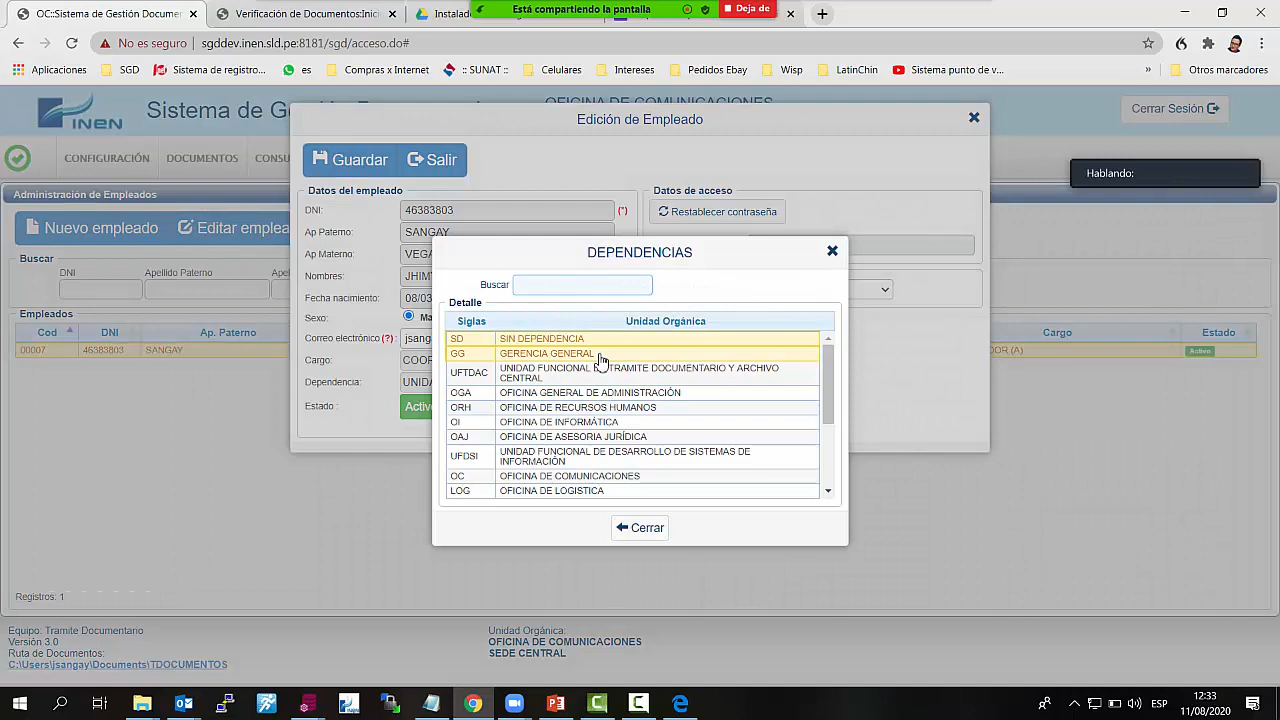 OC::Sistema de Gestión Documen
Verificación de Documentos:Inici
Instalado
Está compartiendo la pantalla
Deja de
No es seguro
sgddev.inen.sld.pe:8181/sgd/acceso.do#
Aplicaciones
SGD
Sistema de registro...
es
Compras x Internet
:: SUNAT ::
Celulares
Intereses
Pedidos Ebay
Wisp
LatinChin
Sistema punto de v...
»
Otros marcadores
INEN
Sistema de G
OFICINA DE COMUNICACIONES
Cerrar Sesión
CONFIGURACIÓN
DOCUMENTOS
CONSU
Edición de Empleado
Guardar
Salir
Hablando:
Administración de Empleados
Nuevo empleado
Editar emplea
Datos del empleado
Datos de acceso
DNI:
46383803
(*)
Restablecer contraseña
Ap Paterno:
SANGAY
Ap Materno:
VEGA
Nombres:
JHIM
Fecha nacimiento:
08/03
Sexo:
Ma
Correo electrónico (?):
jsang
Cargo:
COOR
Dependencia:
UNIDA
Estado :
Activo
Buscar
DNI
Apellido Paterno
Ape
Empleados
Cod
DNI
Ap. Paterno
Cargo
Estado
00007
46383803
SANGAY
OR (A)
Activo
DEPENDENCIAS
Buscar
Detalle
Siglas
Unidad Orgánica
SD
SIN DEPENDENCIA
GG
GERENCIA GENERAL
UFTDAC
UNIDAD FUNCIONAL TRAMITE DOCUMENTARIO Y ARCHIVO
CENTRAL
OGA
OFICINA GENERAL DE ADMINISTRACIÓN
ORH
OFICINA DE RECURSOS HUMANOS
OI
OFICINA DE INFORMÁTICA
OAJ
OFICINA DE ASESORIA JURÍDICA
UFDSI
UNIDAD FUNCIONAL DE DESARROLLO DE SISTEMAS DE
INFORMACIÓN
OC
OFICINA DE COMUNICACIONES
LOG
OFICINA DE LOGISTICA
Cerrar
Registros: 1
Equipo: Tramite Documentario
Versión 3.0
Ruta de Documentos:
C:\Users\jsangay\Documents\TDOCUMENTOS
Unidad Orgánica:
OFICINA DE COMUNICACIONES
SEDE CENTRAL
ESP
12:33
11/08/2020